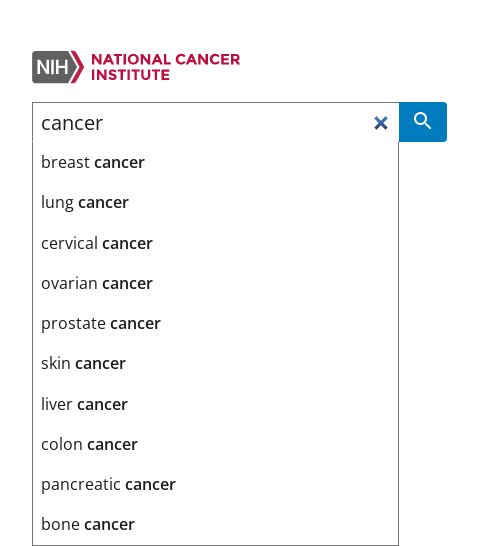 NIH NATIONAL CANCER
INSTITUTE
cancer
breast cancer
lung cancer
cervical cancer
ovarian cancer
prostate cancer
skin cancer
liver cancer
colon cancer
pancreatic cancer
bone cancer